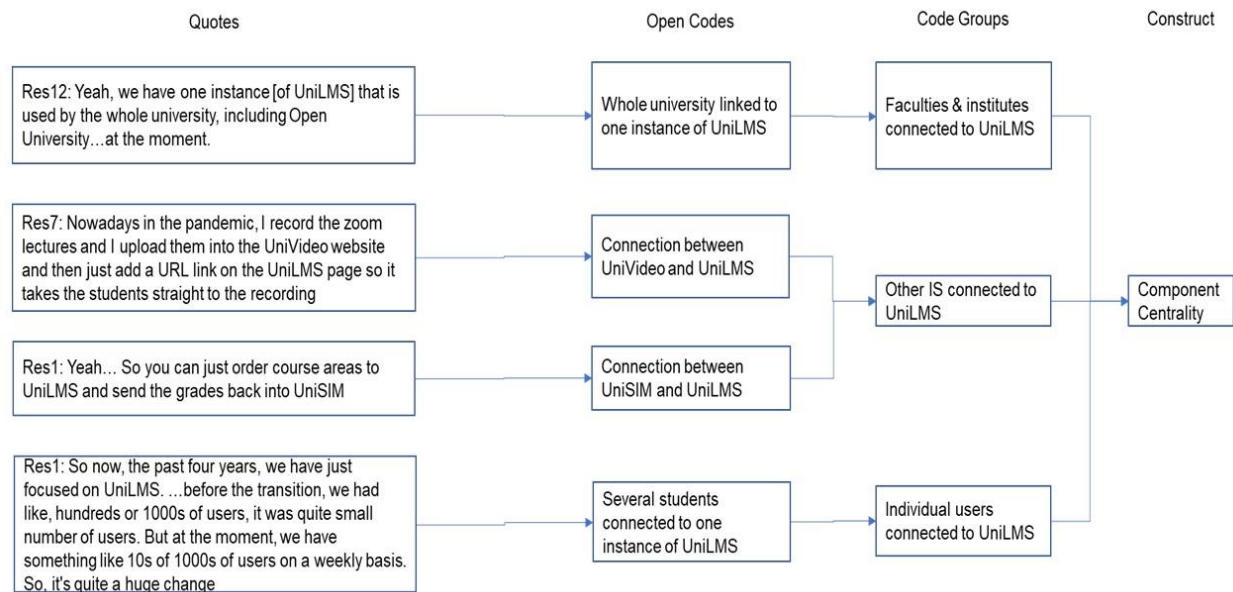 Quotes
Open Codes
Code Groups
Construct
Res12: Yeah, we have one instance [of UniLMS] that is
used by the whole university, including Open
University…at the moment.
Whole university linked to
one instance of UniLMS
Faculties & institutes
connected to UniLMS
Res7: Nowadays in the pandemic, I record the zoom
lectures and I upload them into the UniVideo website
and then just add a URL link on the UniLMS page so it
takes the students straight to the recording
Connection between
UniVideo and UniLMS
Other IS connected to
UniLMS
Component
Centrality
Res1: Yeah… So you can just order course areas to
UniLMS and send the grades back into UniSIM
Connection between
UniSIM and UniLMS
Res1: So now, the past four years, we have just
focused on UniLMS. …before the transition, we had
like, hundreds or 1000s of users, it was quite small
number of users. But at the moment, we have
something like 10s of 1000s of users on a weekly basis.
So, it's quite a huge change
Several students
connected to one
instance of UniLMS
Individual users
connected to UniLMS